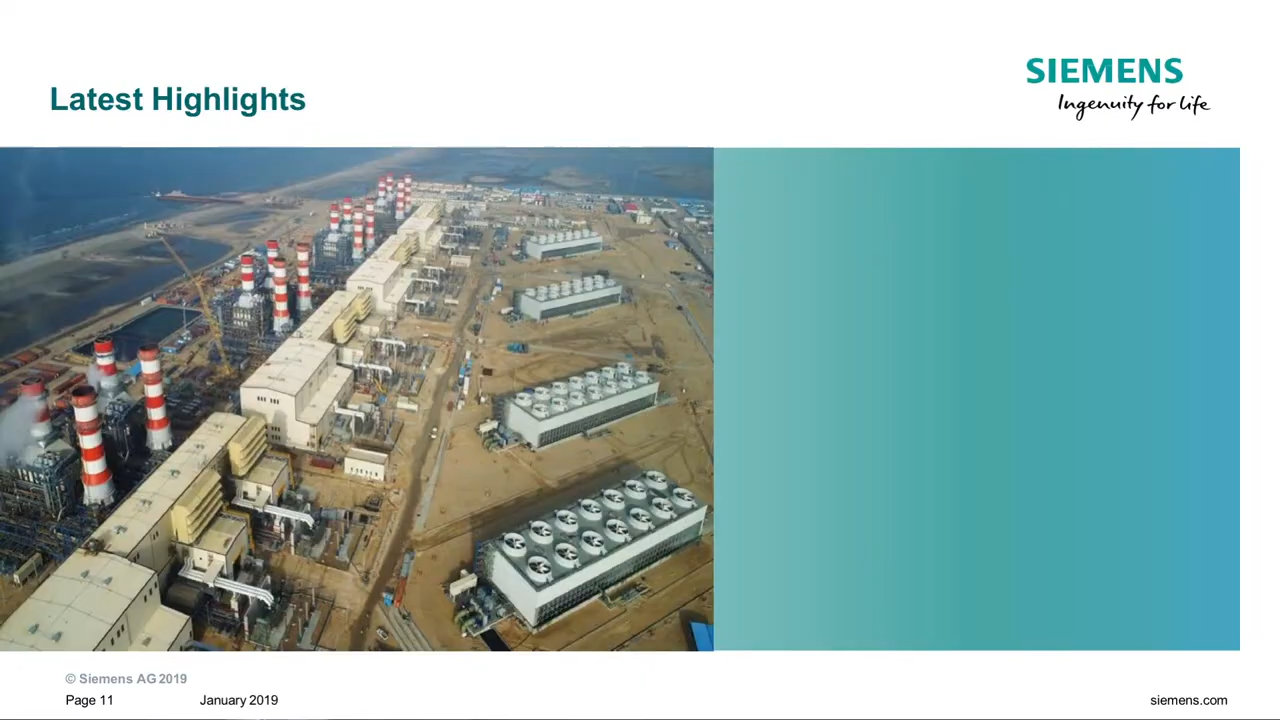 Latest Highlights
SIEMENS
Ingenuity for life
© Siemens AG 2019
Page 11
January 2019
siemens.com